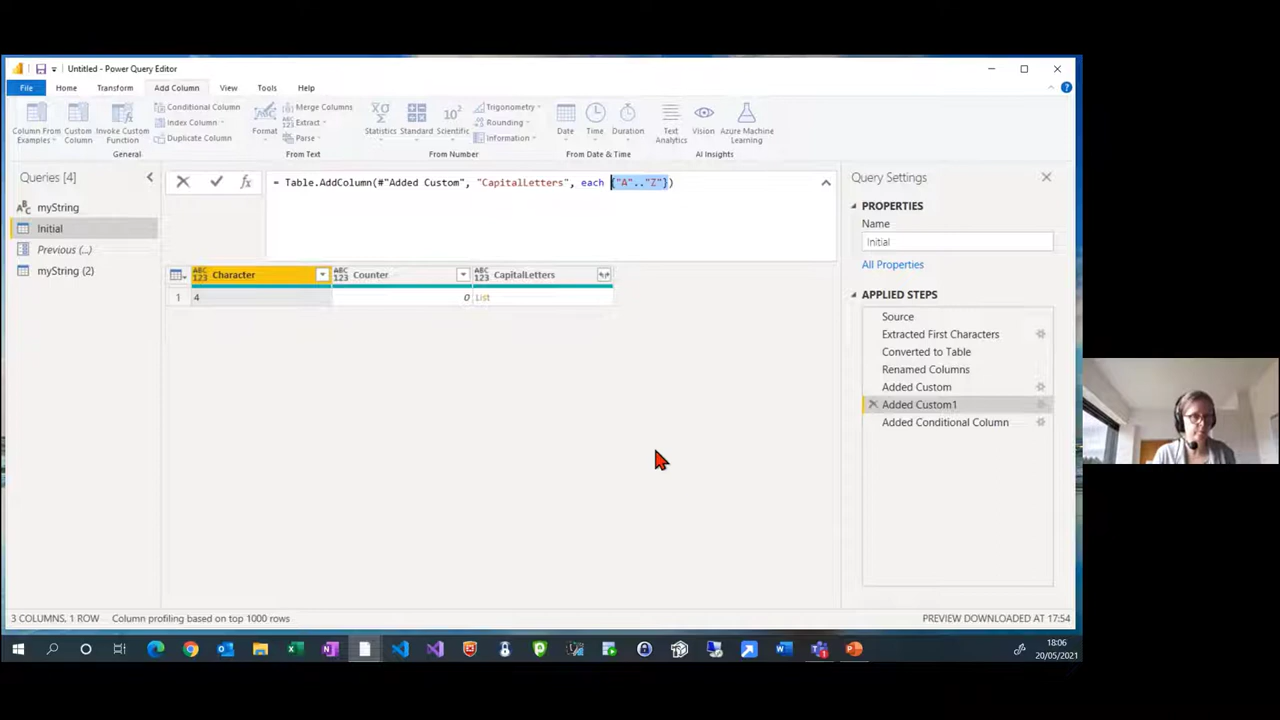 Untitled - Power Query Editor
File Home Transform Add Column View Tools Help
Column From Examples
Custom Column
Invoke Custom Function
Conditional Column
Index Column
Duplicate Column
General
Format
Merge Columns
Extract
Parse
From Text
Statistics
Standard
Scientific
Trigonometry
Rounding
Information
From Number
Date
Time
Duration
From Date & Time
Text Analytics
Vision
Azure Machine Learning
AI Insights
Queries [4]
myString
Initial
Previous (...)
myString (2)
= Table.AddColumn(#"Added Custom", "CapitalLetters", each {"A".."Z"})
ABC 123 Character ABC 123 Counter ABC 123 CapitalLetters
1 4 0 List
Query Settings
PROPERTIES
Name
Initial
All Properties
APPLIED STEPS
Source
Extracted First Characters
Converted to Table
Renamed Columns
Added Custom
Added Custom1
Added Conditional Column
3 COLUMNS, 1 ROW Column profiling based on top 1000 rows
PREVIEW DOWNLOADED AT 17:54
18:06
20/05/2021